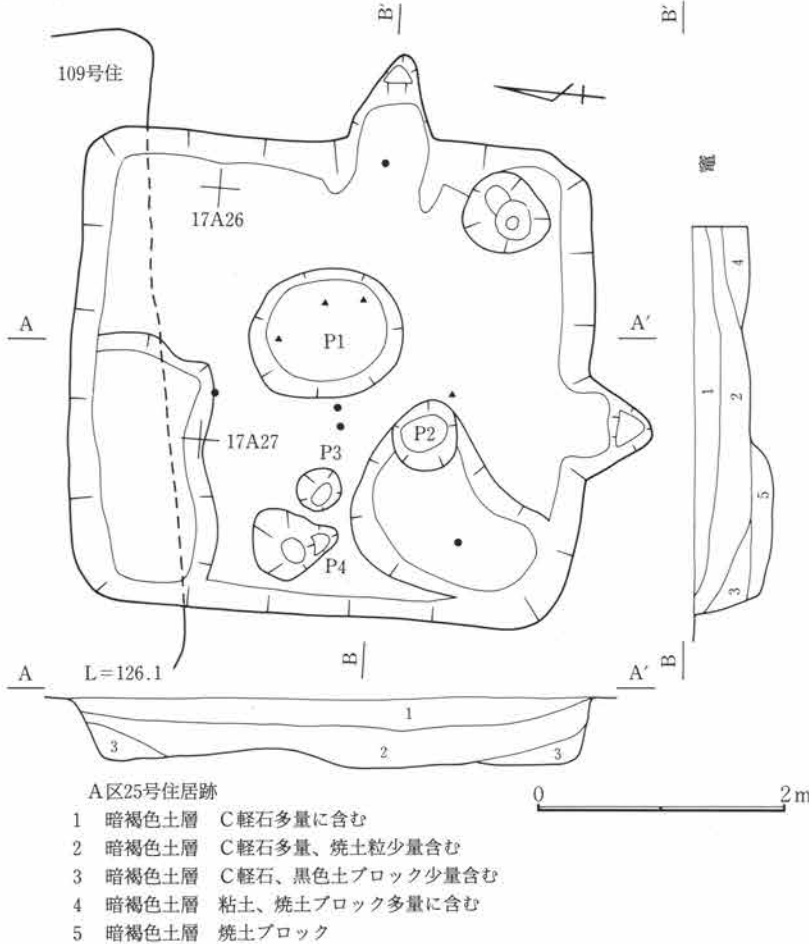 B′
B′
109号住
竈
17A26
4
A
A′
P1
1
2
P2
17A27
P3
5
P4
3
L＝126.1
B
B
A
A′
1
3
2
3
A区25号住居跡
0
2m
1 暗褐色土層 C軽石多量に含む
2 暗褐色土層 C軽石多量、焼土粒少量含む
3 暗褐色土層 C軽石、黒色土ブロック少量含む
4 暗褐色土層 粘土、焼土ブロック多量に含む
5 暗褐色土層 焼土ブロック